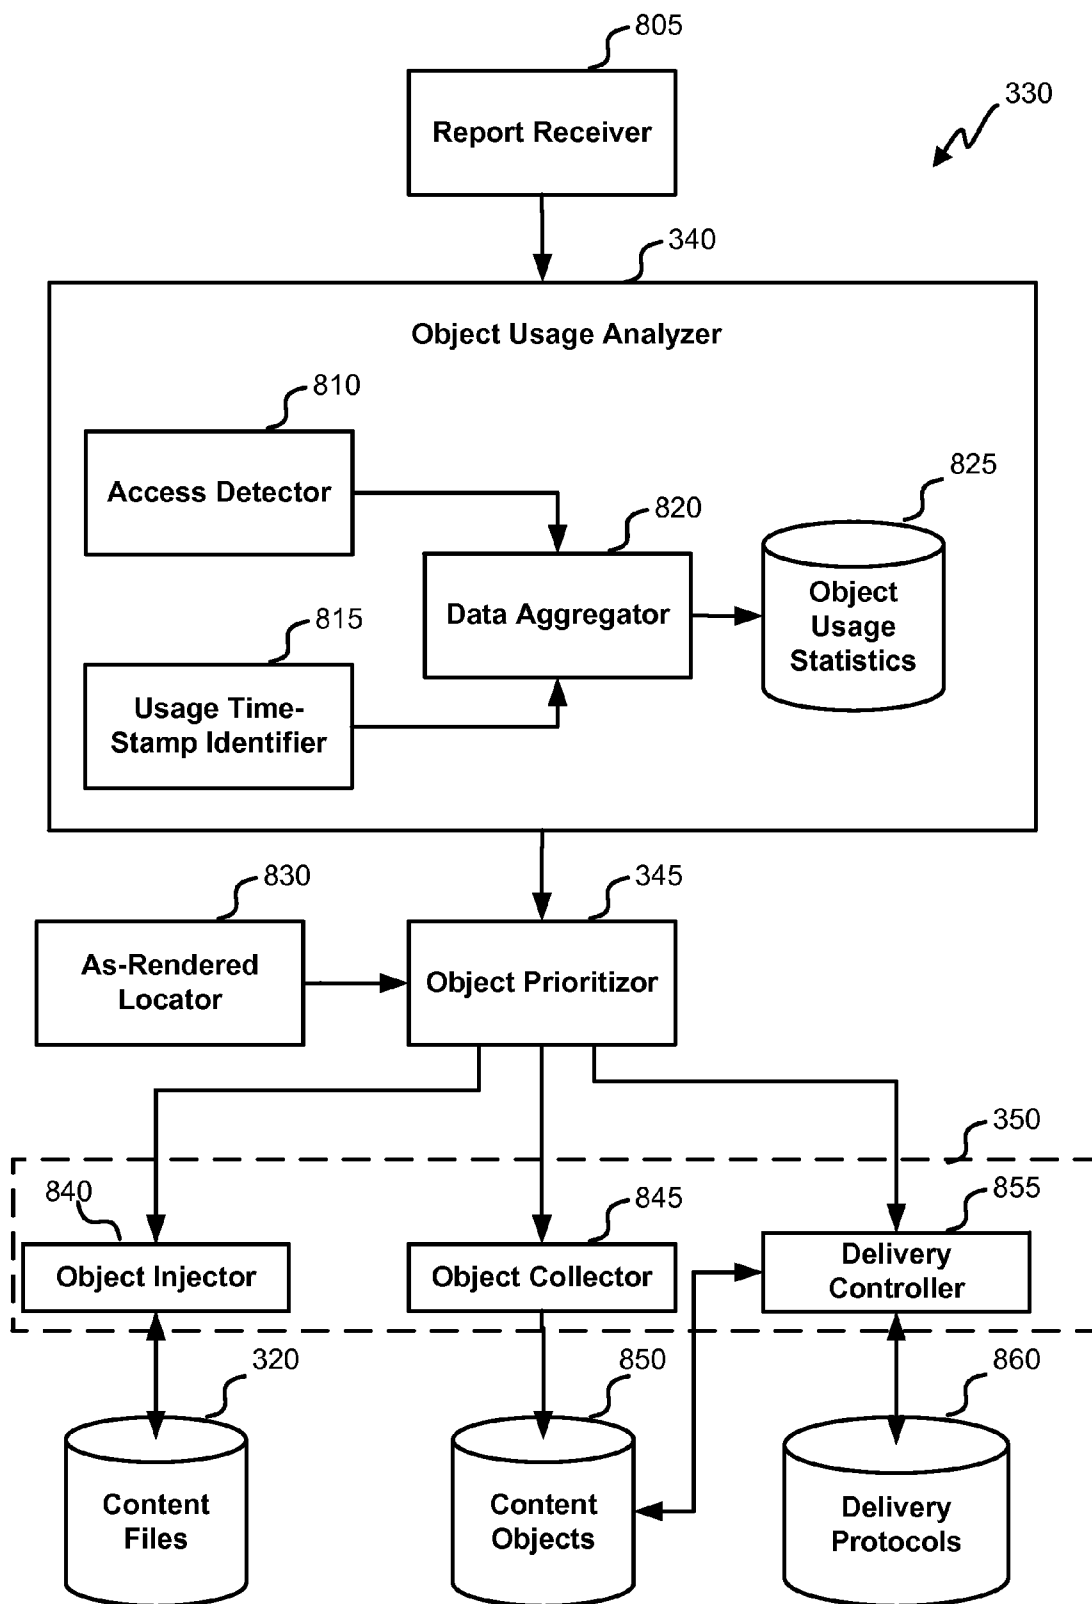 805
Report Receiver
330
340
Object Usage Analyzer
810
Access Detector
825
820
Object
Usage
Statistics
Data Aggregator
815
Usage Time-
Stamp Identifier
830
345
As-Rendered
Locator
Object Prioritizor
350
840
845
855
Object Injector
Object Collector
Delivery
Controller
320
850
860
Content
Files
Content
Objects
Delivery
Protocols